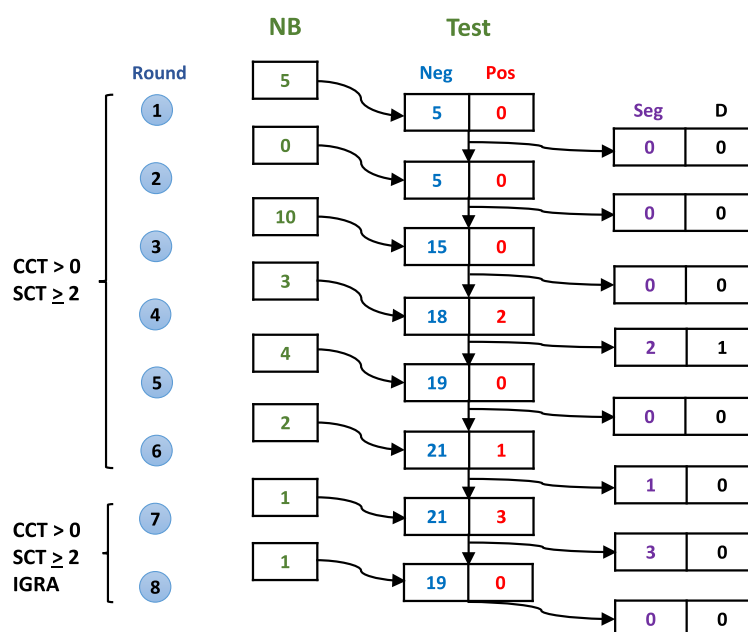 NB Test
Round Neg Pos
5
Seg D
1 5 0
0 0
0
2 5 0
0 0
10
3 15 0
0 0
CCT > 0
SCT ≥ 2
3
4 18 2
2 1
4
5 19 0
0 0
2
6 21 1
1 0
1
7 21 3
CCT > 0
SCT ≥ 2
IGRA
3 0
1
8 19 0
0 0